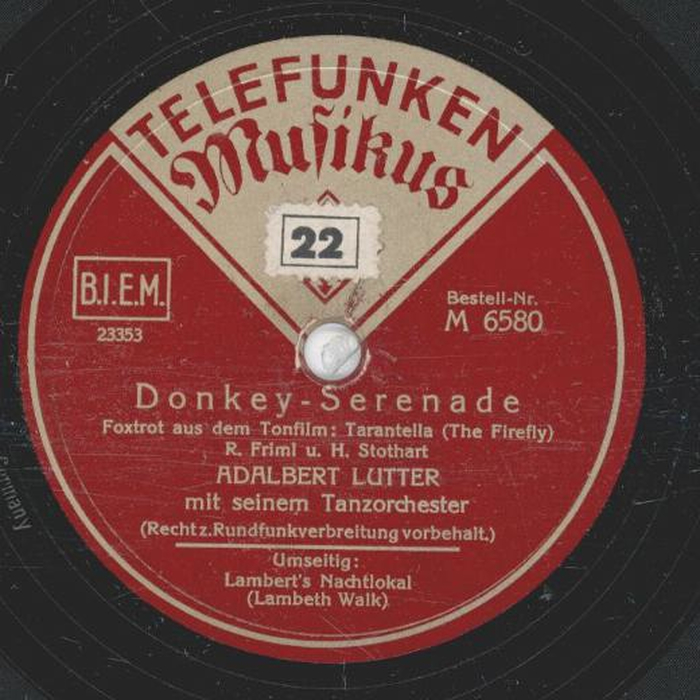 TELEFUNKEN
Musikus
22
B.I.E.M.
23353
Bestell-Nr.
M 6580
Donkey-Serenade
Foxtrot aus dem Tonfilm: Tarantella (The Firefly)
R. Friml u. H. Stothart
ADALBERT LUTTER
mit seinem Tanzorchester
(Recht z. Rundfunkverbreitung vorbehalt.)
Umseitig:
Lambert's Nachtlokal
(Lambeth Walk)